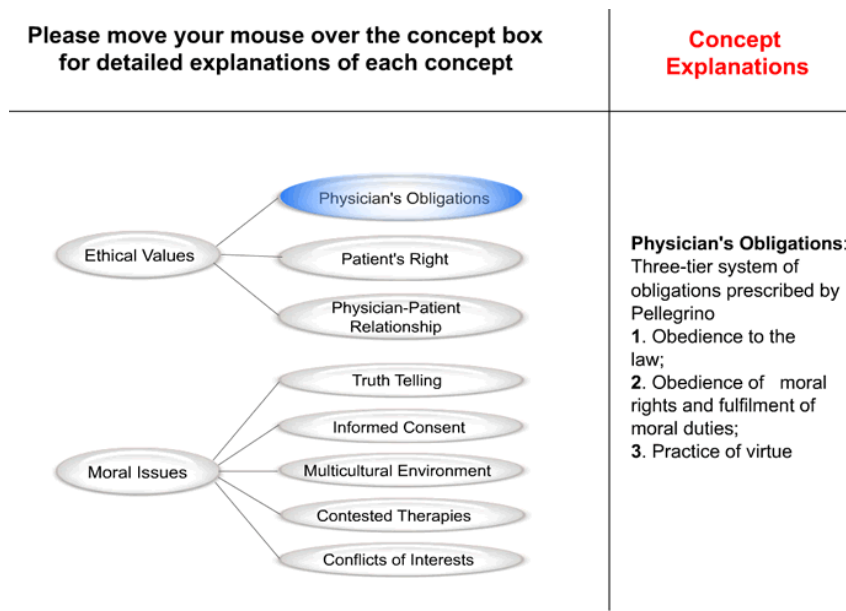 Please move your mouse over the concept box
for detailed explanations of each concept
Concept
Explanations
Ethical Values
Physician's Obligations
Patient's Right
Physician-Patient
Relationship
Moral Issues
Truth Telling
Informed Consent
Multicultural Environment
Contested Therapies
Conflicts of Interests
Physician's Obligations:
Three-tier system of
obligations prescribed by
Pellegrino
1. Obedience to the
law;
2. Obedience of moral
rights and fulfilment of
moral duties;
3. Practice of virtue